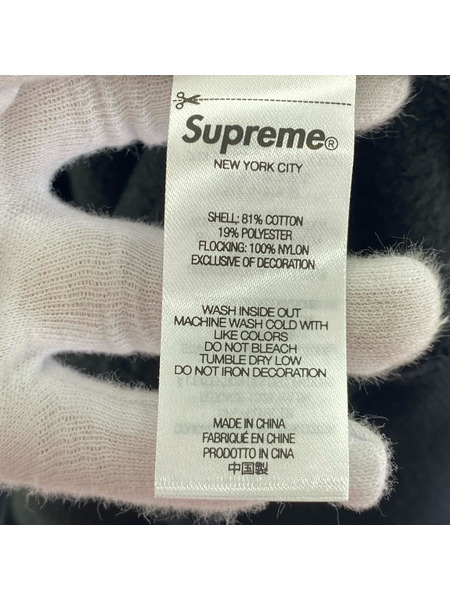 Supreme®
NEW YORK CITY
SHELL: 81% COTTON
19% POLYESTER
FLOCKING: 100% NYLON
EXCLUSIVE OF DECORATION
WASH INSIDE OUT
MACHINE WASH COLD WITH
LIKE COLORS
DO NOT BLEACH
TUMBLE DRY LOW
DO NOT IRON DECORATION
MADE IN CHINA
FABRIQUÉ EN CHINE
PRODOTTO IN CINA
中国製